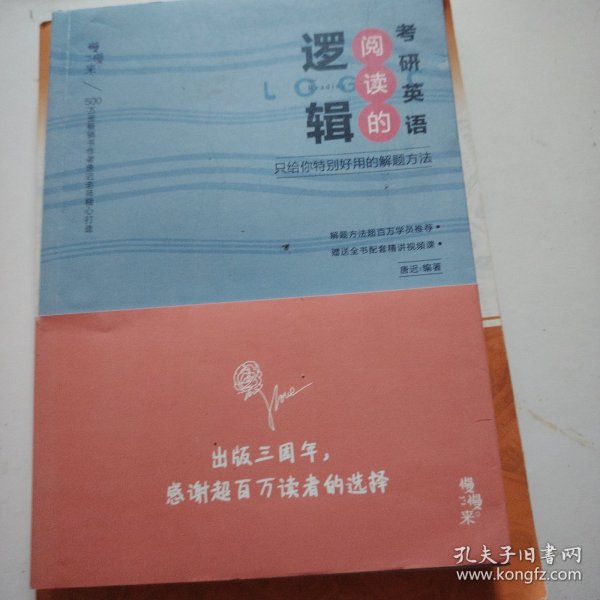 考研英语
阅读的
逻辑
LOGIC
只给你特别好用的解题方法
解题方法超百万学员推荐
赠送全书配套精讲视频课
唐迟·编著
慢慢来
出版三周年,
感谢超百万读者的选择
慢慢来。
孔夫子旧书网
www.kongfz.com